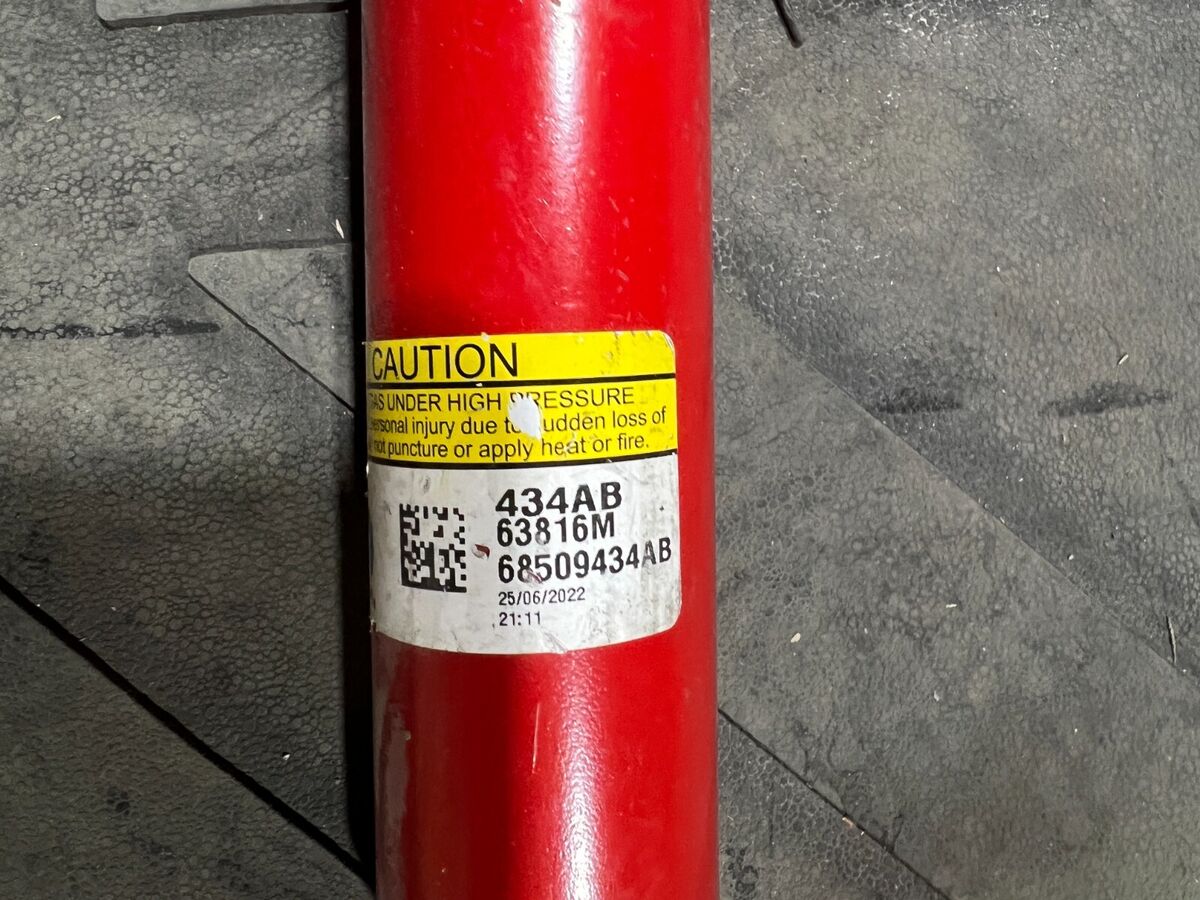 CAUTION
GAS UNDER HIGH PRESSURE
personal injury due to sudden loss of
not puncture or apply heat or fire.
434AB
63816M
68509434AB
25/06/2022
21:11